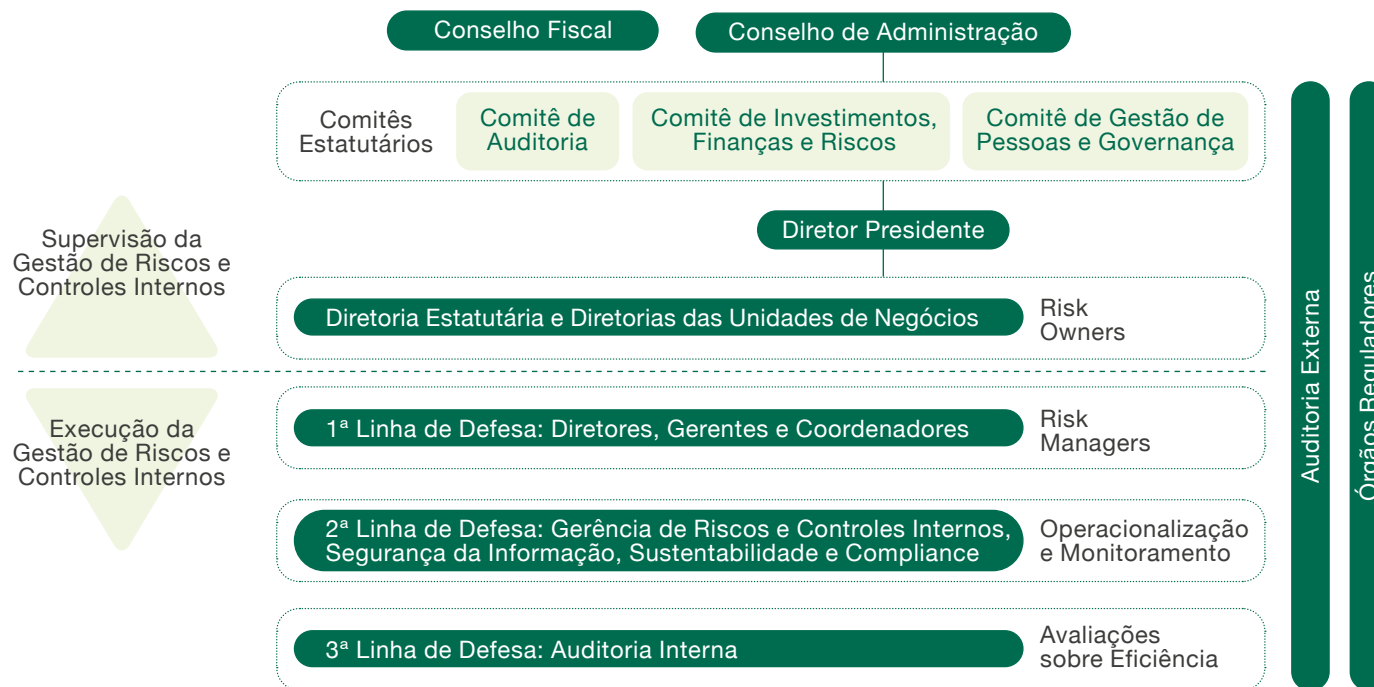 Conselho Fiscal
Conselho de Administração
Comitês
Estatutários
Comitê de
Auditoria
Comitê de Investimentos,
Finanças e Riscos
Comitê de Gestão de
Pessoas e Governança
Diretor Presidente
Supervisão da
Gestão de Riscos e
Controles Internos
Diretoria Estatutária e Diretorias das Unidades de Negócios
Risk
Owners
Execução da
Gestão de Riscos e
Controles Internos
1ª Linha de Defesa: Diretores, Gerentes e Coordenadores
Risk
Managers
2ª Linha de Defesa: Gerência de Riscos e Controles Internos,
Segurança da Informação, Sustentabilidade e Compliance
Operacionalização
e Monitoramento
3ª Linha de Defesa: Auditoria Interna
Avaliações
sobre Eficiência
Auditoria Externa
Órgãos Reguladores